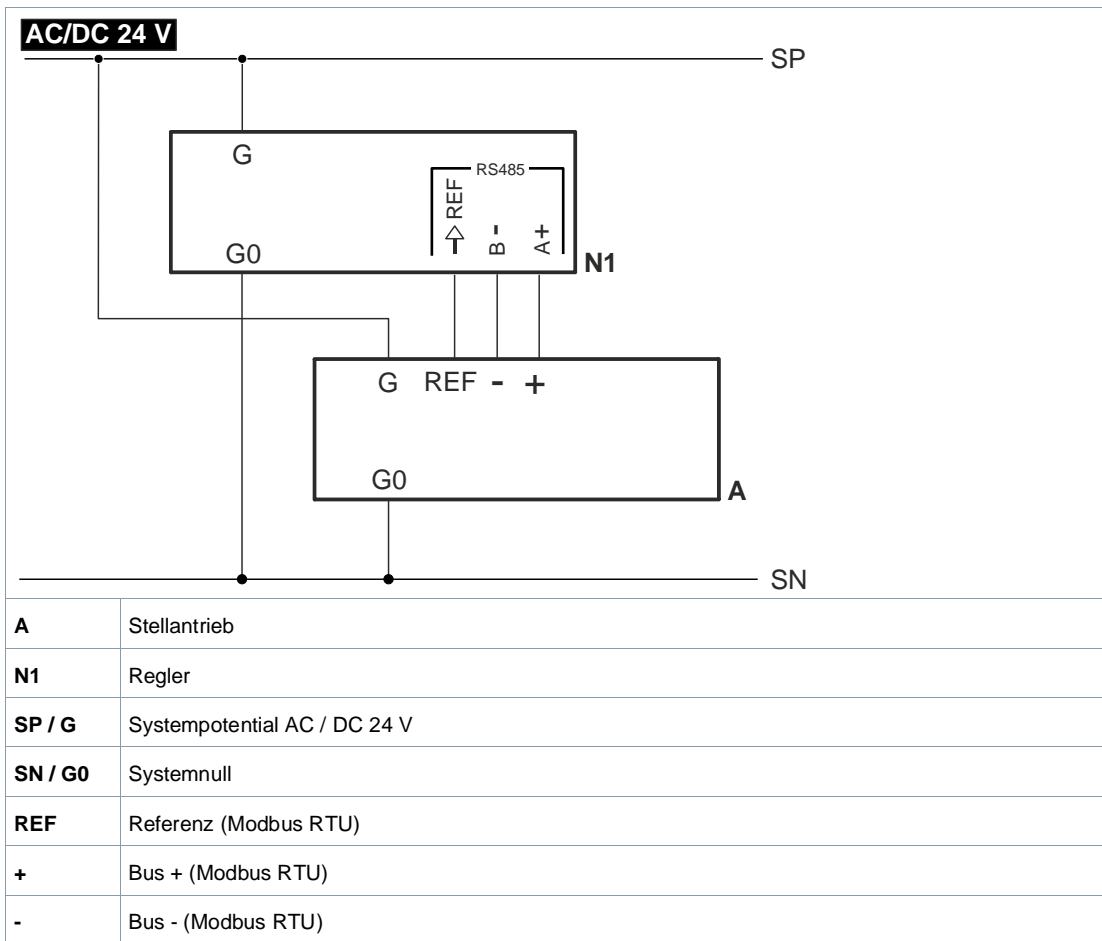 AC/DC 24 V
SP
G
RS485
REF
B -
A +
G0
N1
G REF - +
G0
A
SN
A Stellantrieb
N1 Regler
SP / G Systempotential AC / DC 24 V
SN / G0 Systemnull
REF Referenz (Modbus RTU)
+ Bus + (Modbus RTU)
- Bus - (Modbus RTU)